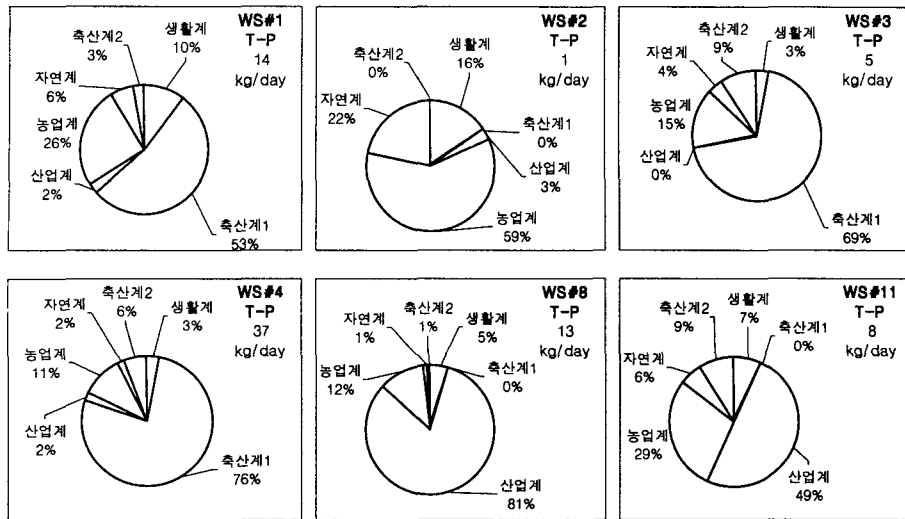 WS#1
T-P
14
kg/day
축산계2
3%
생활계
10%
자연계
6%
농업계
26%
산업계
2%
축산계1
53%
WS#2
T-P
1
kg/day
축산계2
0%
생활계
16%
자연계
22%
축산계1
0%
산업계
3%
농업계
59%
WS#3
T-P
5
kg/day
축산계2
9%
생활계
3%
자연계
4%
농업계
15%
산업계
0%
축산계1
69%
WS#4
T-P
37
kg/day
축산계2
6%
생활계
3%
자연계
2%
농업계
11%
산업계
2%
축산계1
76%
WS#8
T-P
13
kg/day
축산계2
1%
생활계
5%
자연계
1%
축산계1
0%
농업계
12%
산업계
81%
WS#11
T-P
8
kg/day
축산계2
9%
생활계
7%
축산계1
0%
자연계
6%
농업계
29%
산업계
49%